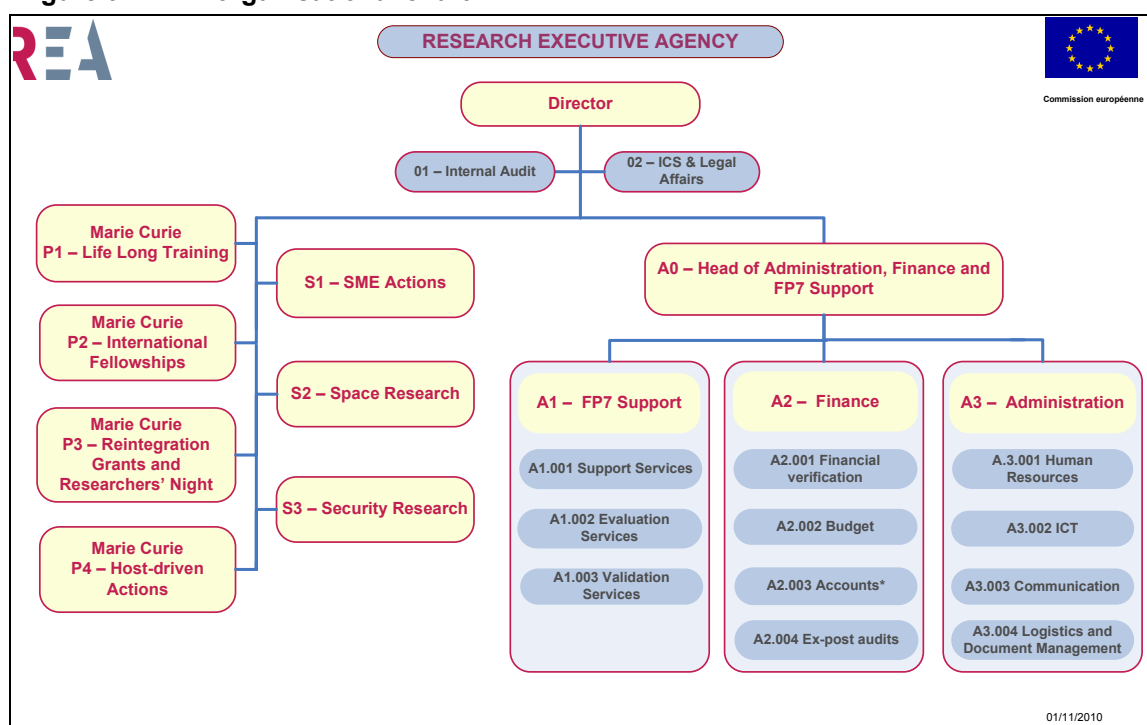 REA
RESEARCH EXECUTIVE AGENCY
Commission européenne
Director
01 – Internal Audit
02 – ICS & Legal
Affairs
Marie Curie
P1 – Life Long Training
Marie Curie
P2 – International
Fellowships
Marie Curie
P3 – Reintegration
Grants and
Researchers’ Night
Marie Curie
P4 – Host-driven
Actions
S1 – SME Actions
S2 – Space Research
S3 – Security Research
A0 – Head of Administration, Finance and
FP7 Support
A1 – FP7 Support
A1.001 Support Services
A1.002 Evaluation
Services
A1.003 Validation
Services
A2 – Finance
A2.001 Financial
verification
A2.002 Budget
A2.003 Accounts*
A2.004 Ex-post audits
A3 – Administration
A.3.001 Human
Resources
A3.002 ICT
A3.003 Communication
A3.004 Logistics and
Document Management
01/11/2010